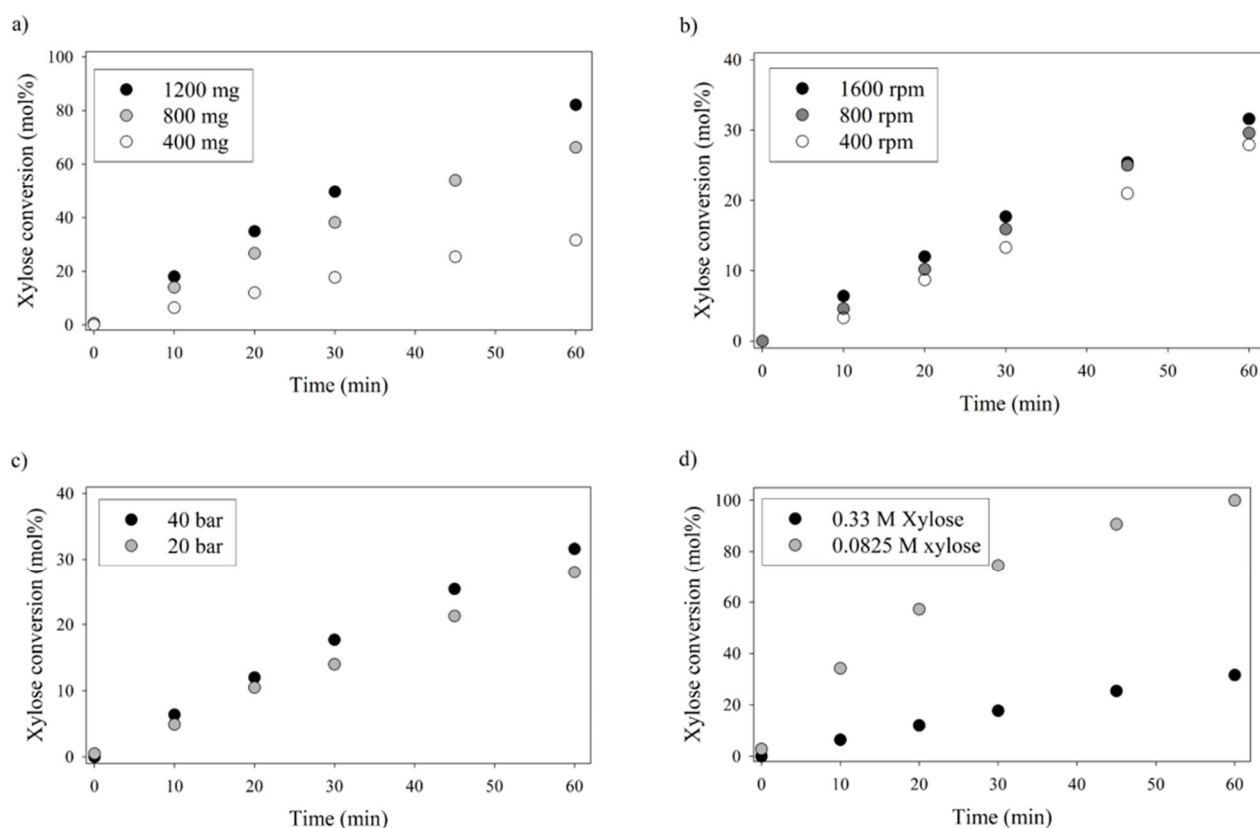 a)
100
80
60
40
20
0
Xylose conversion (mol%)
1200 mg
800 mg
400 mg
0 10 20 30 40 50 60
Time (min)
b)
40
30
20
10
0
Xylose conversion (mol%)
1600 rpm
800 rpm
400 rpm
0 10 20 30 40 50 60
Time (min)
c)
40
30
20
10
0
Xylose conversion (mol%)
40 bar
20 bar
0 10 20 30 40 50 60
Time (min)
d)
100
80
60
40
20
0
Xylose conversion (mol%)
0.33 M Xylose
0.0825 M xylose
0 10 20 30 40 50 60
Time (min)